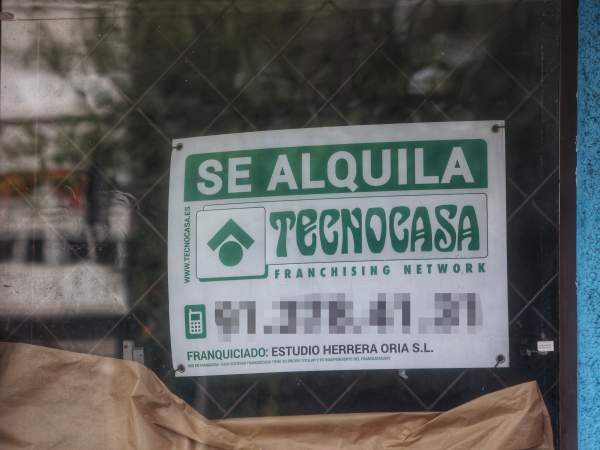 SE ALQUILA
WWW.TECNOCASA.ES
TECNOCASA
FRANCHISING NETWORK
FRANQUICIADO: ESTUDIO HERRERA ORIA S.L.